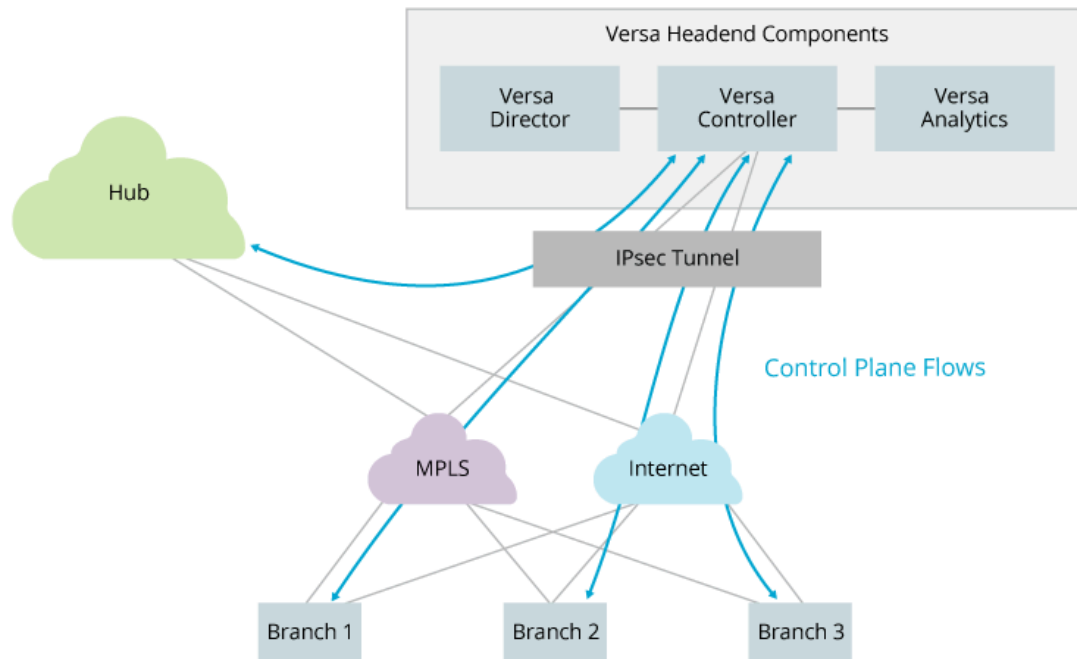 Versa Headend Components
Versa
Director
Versa
Controller
Versa
Analytics
Hub
IPsec Tunnel
Control Plane Flows
MPLS
Internet
Branch 1
Branch 2
Branch 3